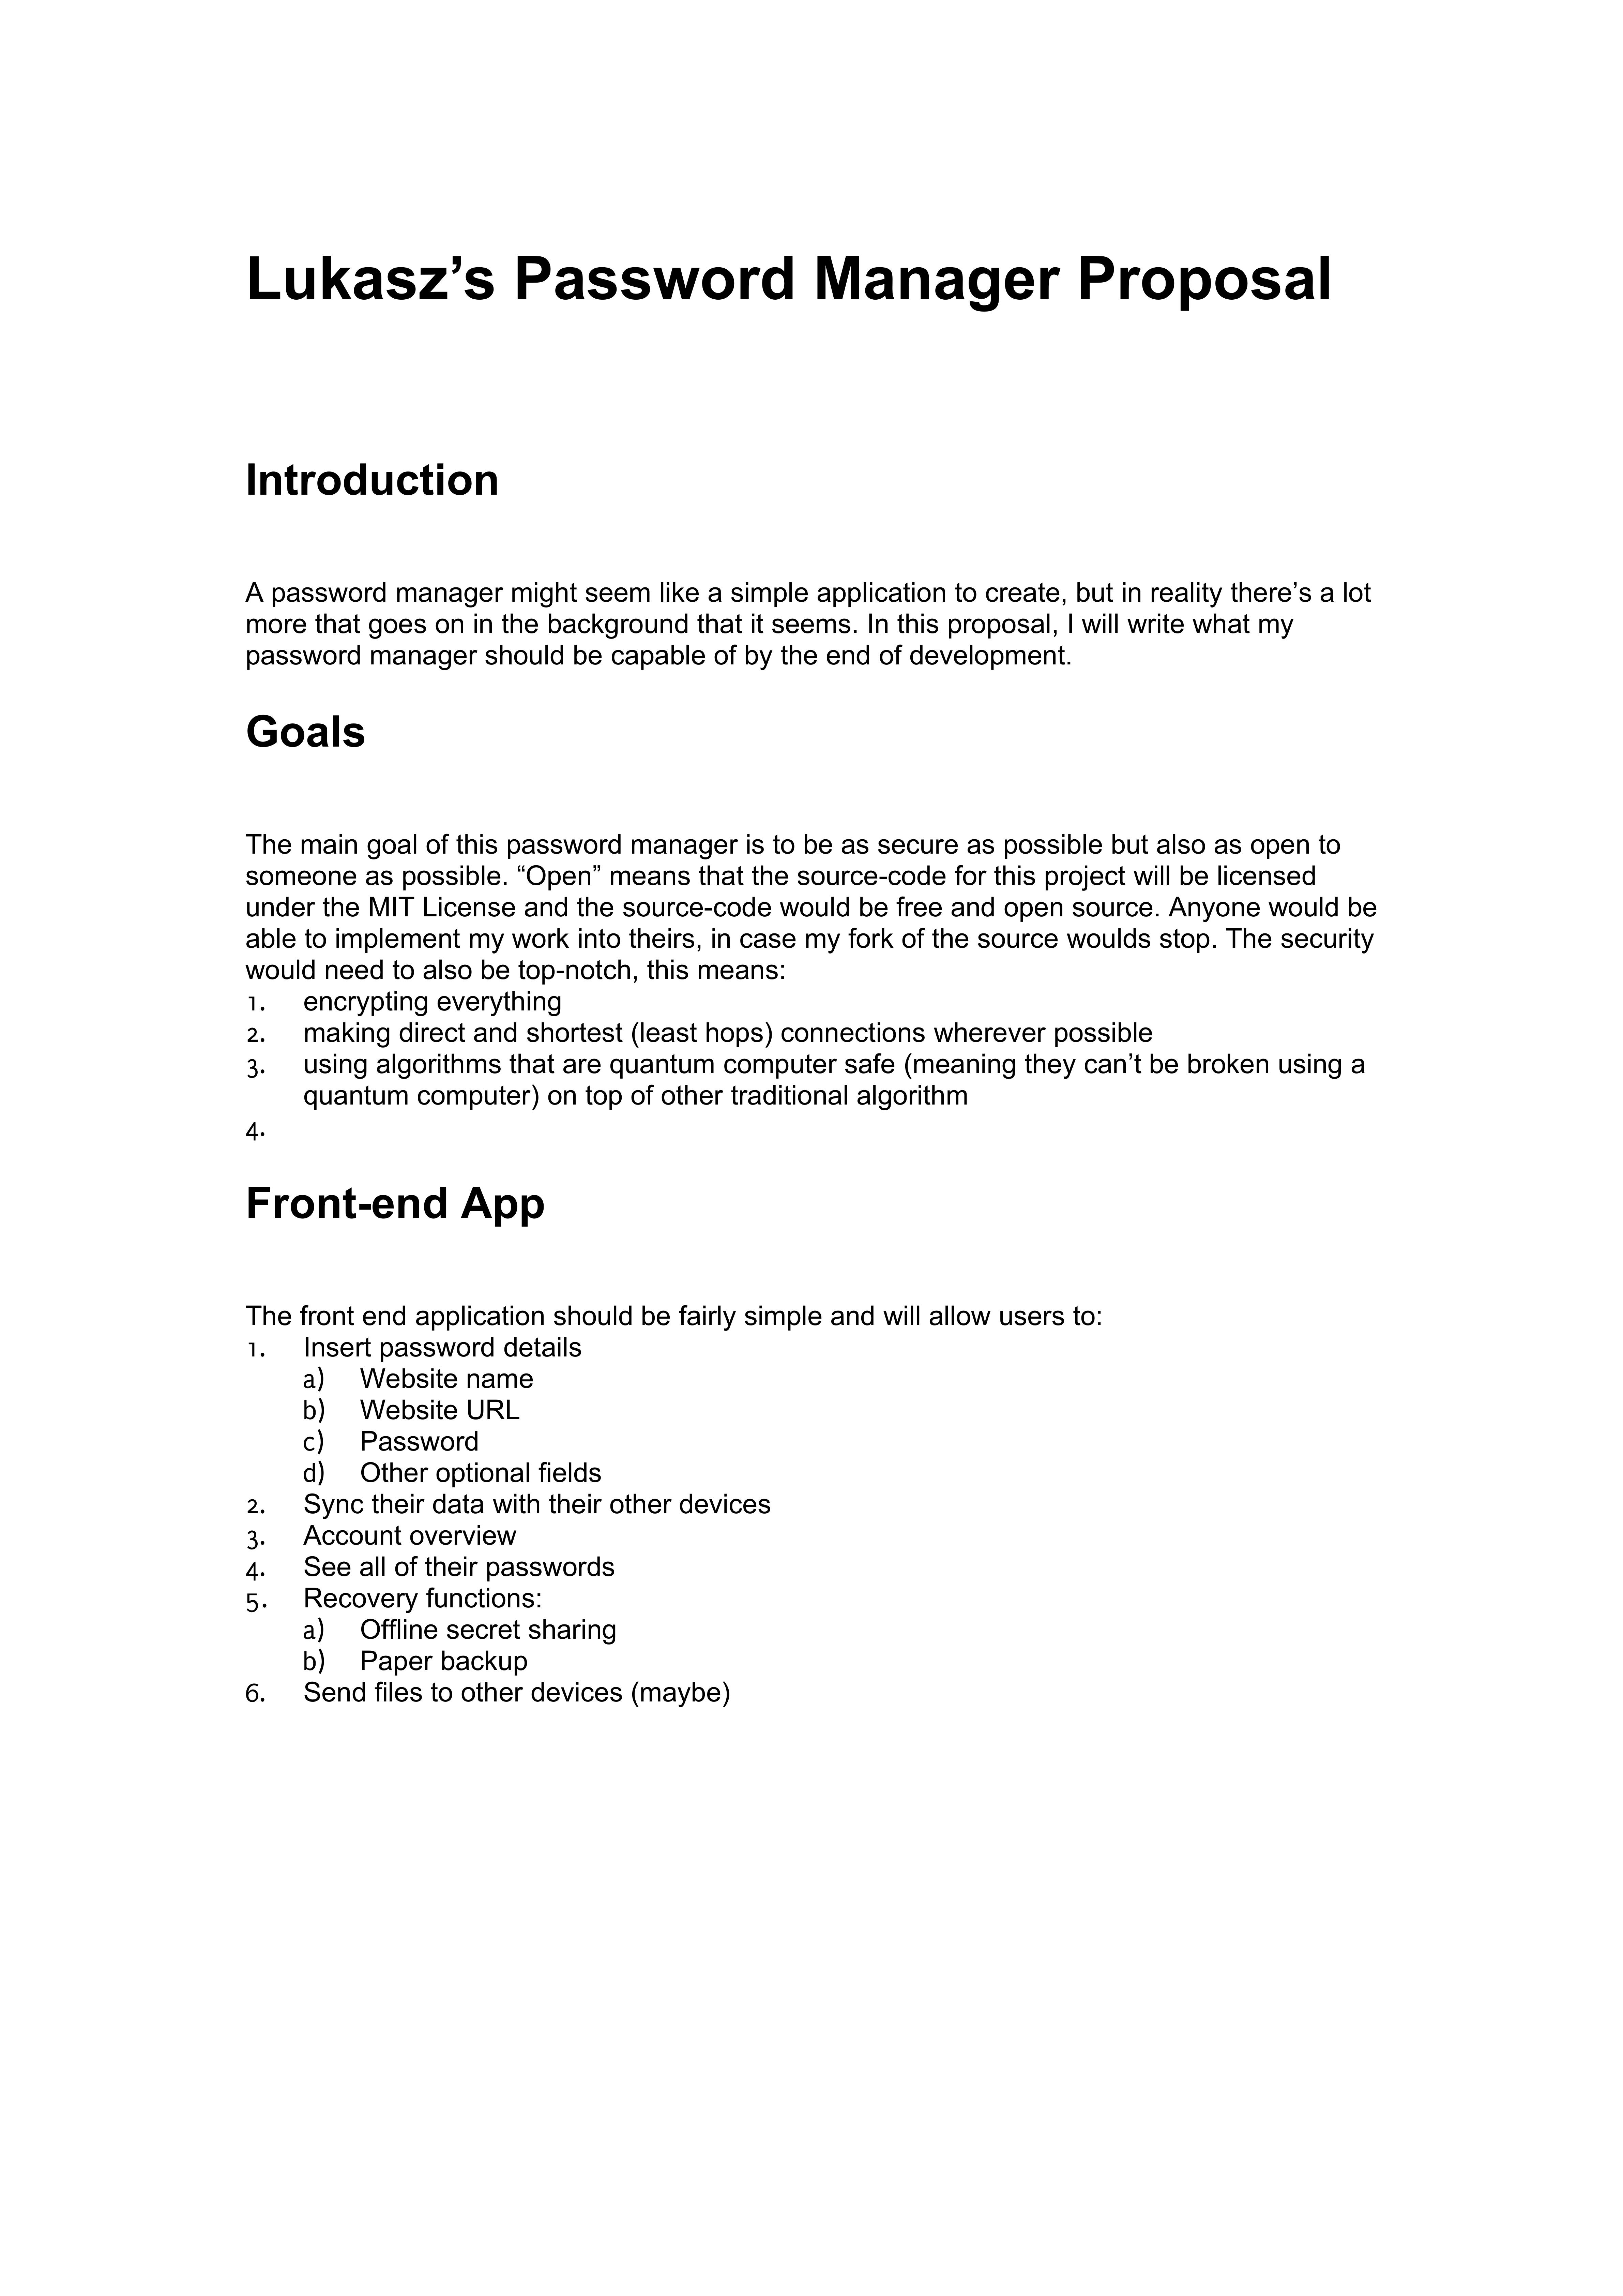 Lukasz’s Password Manager Proposal
Introduction
A password manager might seem like a simple application to create, but in reality there’s a lot
more that goes on in the background that it seems. In this proposal, I will write what my
password manager should be capable of by the end of development.
Goals
The main goal of this password manager is to be as secure as possible but also as open to
someone as possible. “Open” means that the source-code for this project will be licensed
under the MIT License and the source-code would be free and open source. Anyone would be
able to implement my work into theirs, in case my fork of the source woulds stop. The security
would need to also be top-notch, this means:
1. encrypting everything
2. making direct and shortest (least hops) connections wherever possible
3. using algorithms that are quantum computer safe (meaning they can’t be broken using a
quantum computer) on top of other traditional algorithm
4.
Front-end App
The front end application should be fairly simple and will allow users to:
1. Insert password details
a) Website name
b) Website URL
c) Password
d) Other optional fields
2. Sync their data with their other devices
3. Account overview
4. See all of their passwords
5. Recovery functions:
a) Offline secret sharing
b) Paper backup
6. Send files to other devices (maybe)